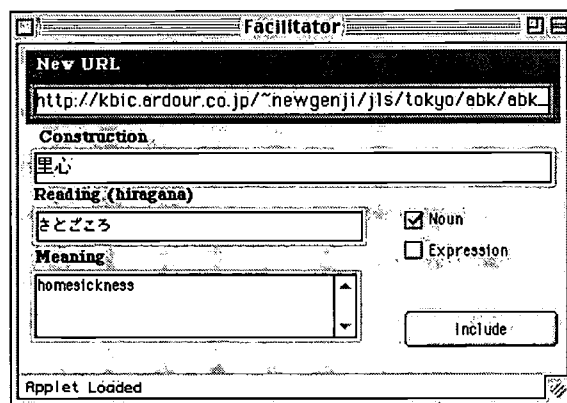 Facilitator
New URL
http://kbic.ardour.co.jp/~newgenji/jls/tokyo/abk/abk_
Construction
里心
Reading (hiragana)
さとごころ
Noun
Expression
Meaning
homesickness
Include
Applet Loaded